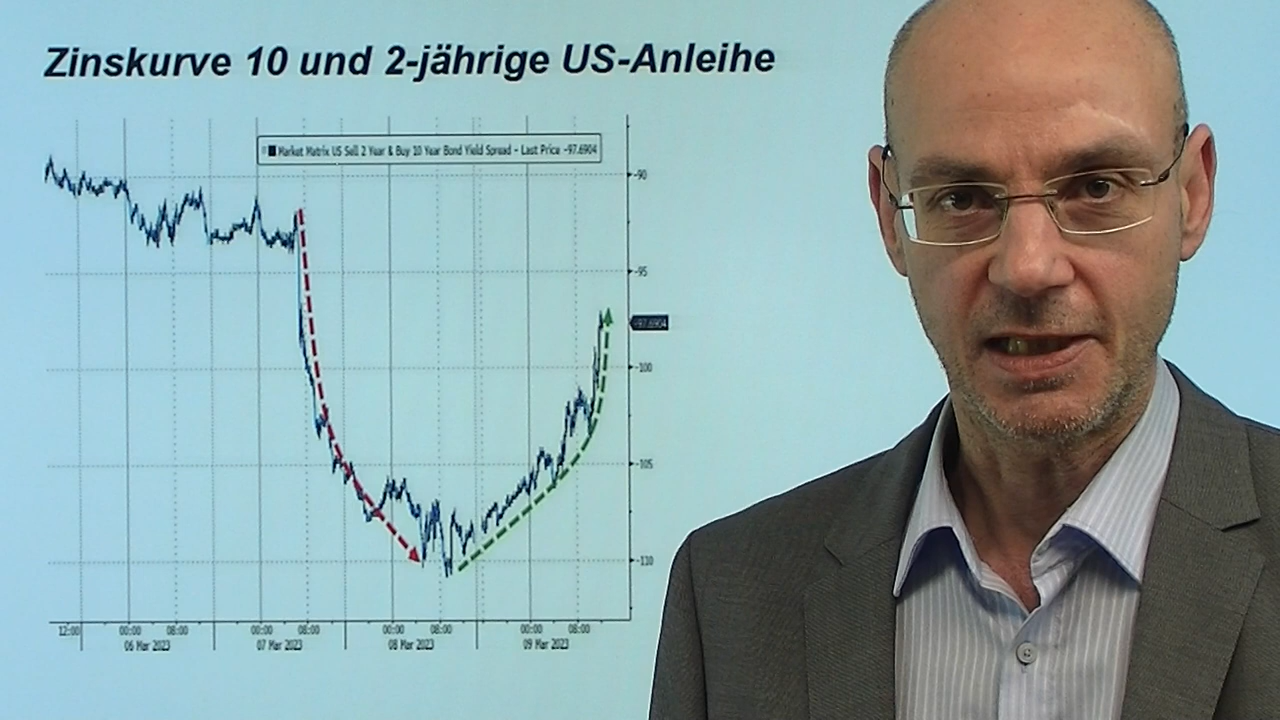 Zinskurve 10 und 2-jährige US-Anleihe
Market Matrix US Sell 2 Year & Buy 10 Year Bond Yield Spread - Last Price -97.6904
-90
-95
-97.6904
-100
-105
-110
12:00 00:00 08:00 00:00 08:00 00:00 08:00 00:00 08:00
06 Mar 2023 07 Mar 2023 08 Mar 2023 09 Mar 2023